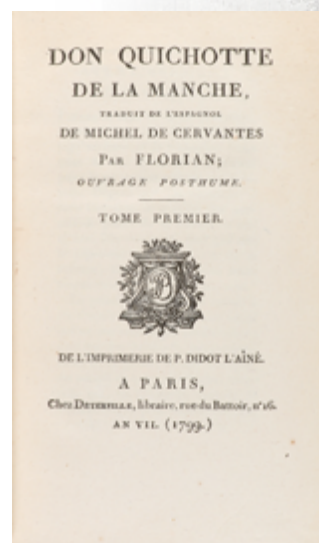 DON QUICHOTTE
DE LA MANCHE,
TRADUIT DE L'ESPAGNOL
DE MICHEL DE CERVANTES
PAR FLORIAN;
OUVRAGE POSTHUME.
TOME PREMIER.
DE L'IMPRIMERIE DE P. DIDOT L'AÎNÉ.
A PARIS,
Chez DETERVILLE, libraire, rue du Battoir, n° 16.
AN VII. (1799.)